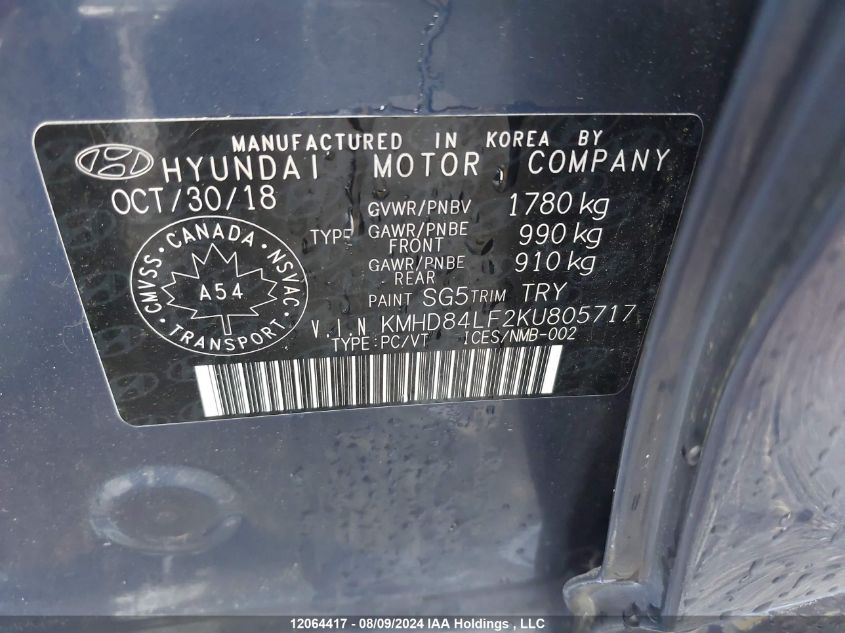 MANUFACTURED IN KOREA BY
HYUNDAI MOTOR COMPANY
OCT/30/18
GVWR/PNBV 1780 kg
TYPE GAWR/PNBE FRONT 990 kg
GAWR/PNBE REAR 910 kg
PAINT SG5 TRIM TRY
CMVSS · CANADA · NSVAC · TRANSPORT ·
A54
V.I.N KMHD84LF2KU805717
TYPE:PC/VT ICES/NMB-002
12064417 - 08/09/2024 IAA Holdings , LLC